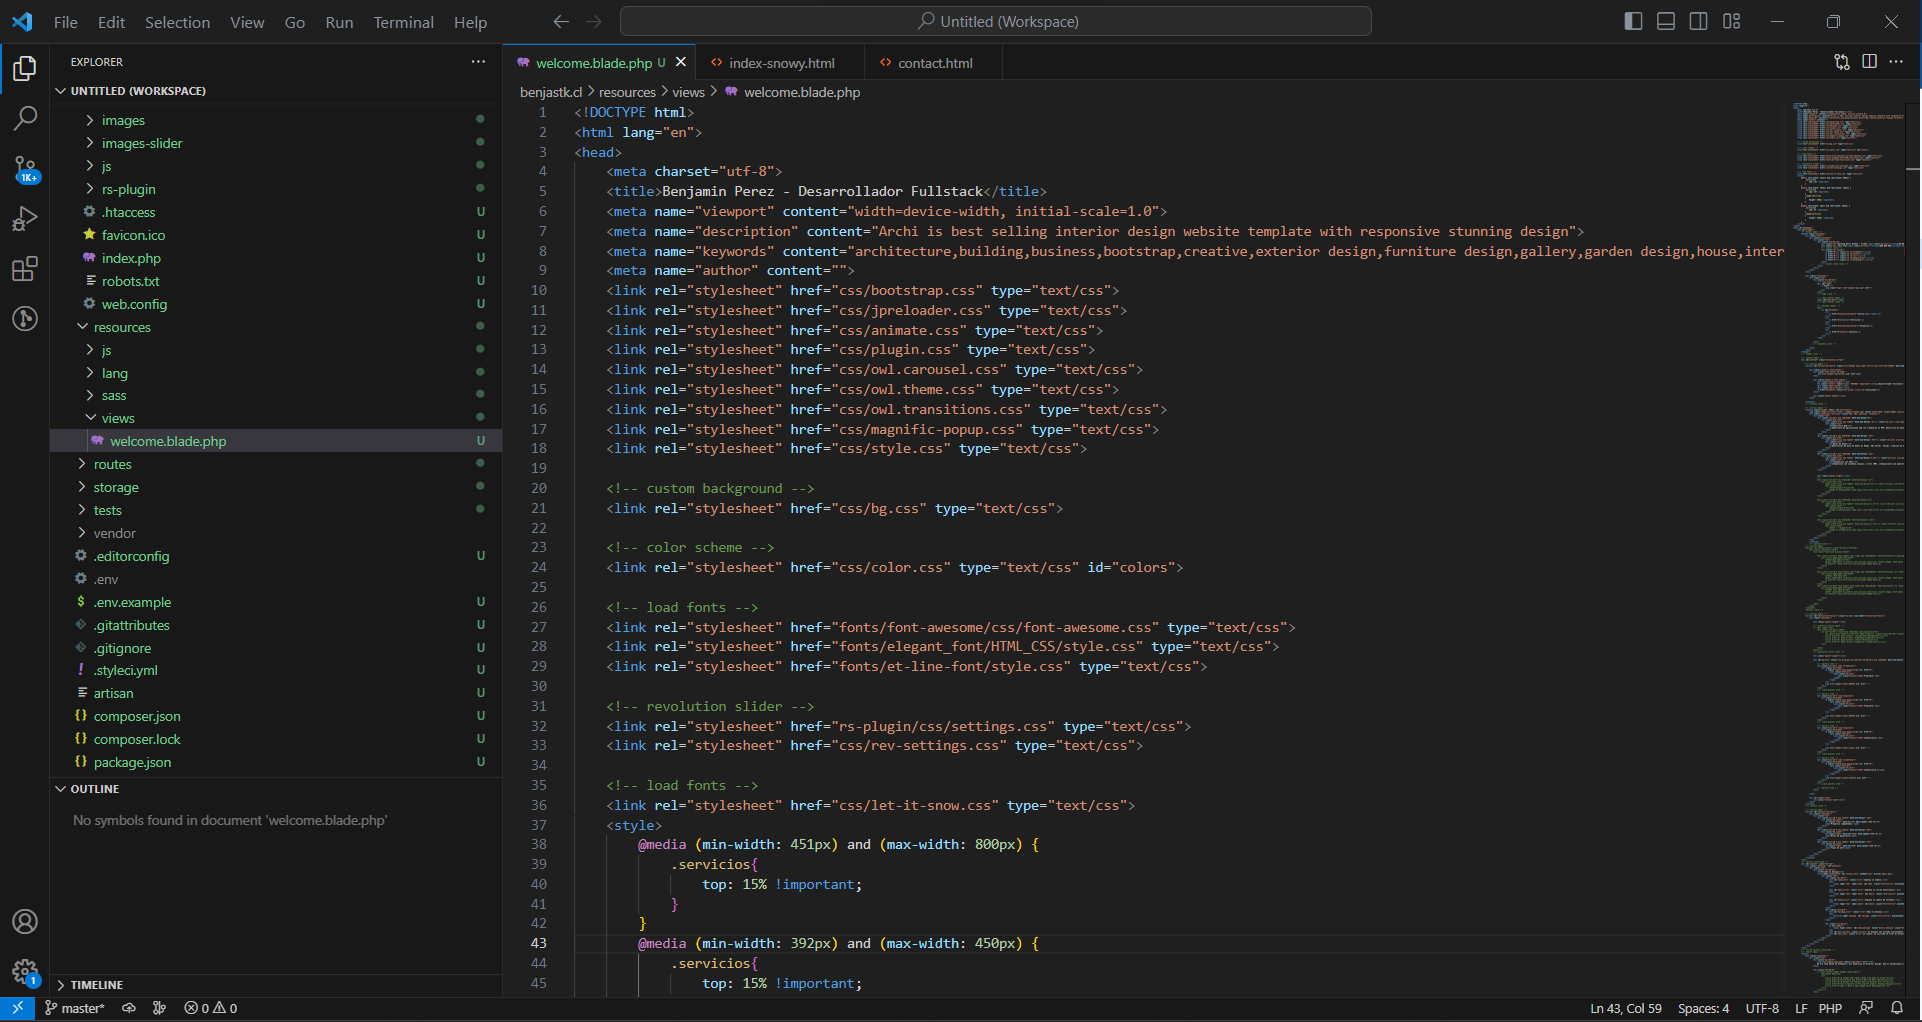 File Edit Selection View Go Run Terminal Help
Untitled (Workspace)
EXPLORER
UNTITLED (WORKSPACE)
images
images-slider
js
rs-plugin
.htaccess U
favicon.ico U
index.php U
robots.txt U
web.config U
resources
js
lang
sass
views
welcome.blade.php U
routes
storage
tests
vendor
.editorconfig U
.env
.env.example U
.gitattributes U
.gitignore U
.styleci.yml U
artisan U
composer.json U
composer.lock U
package.json U
OUTLINE
No symbols found in document 'welcome.blade.php'
TIMELINE
1K+
1
welcome.blade.php U
index-snowy.html
contact.html
benjastk.cl > resources > views > welcome.blade.php
1 <!DOCTYPE html>
2 <html lang="en">
3 <head>
4 <meta charset="utf-8">
5 <title>Benjamin Perez - Desarrollador Fullstack</title>
6 <meta name="viewport" content="width=device-width, initial-scale=1.0">
7 <meta name="description" content="Archi is best selling interior design website template with responsive stunning design">
8 <meta name="keywords" content="architecture,building,business,bootstrap,creative,exterior design,furniture design,gallery,garden design,house,inter
9 <meta name="author" content="">
10 <link rel="stylesheet" href="css/bootstrap.css" type="text/css">
11 <link rel="stylesheet" href="css/jpreloader.css" type="text/css">
12 <link rel="stylesheet" href="css/animate.css" type="text/css">
13 <link rel="stylesheet" href="css/plugin.css" type="text/css">
14 <link rel="stylesheet" href="css/owl.carousel.css" type="text/css">
15 <link rel="stylesheet" href="css/owl.theme.css" type="text/css">
16 <link rel="stylesheet" href="css/owl.transitions.css" type="text/css">
17 <link rel="stylesheet" href="css/magnific-popup.css" type="text/css">
18 <link rel="stylesheet" href="css/style.css" type="text/css">
19
20 <!-- custom background -->
21 <link rel="stylesheet" href="css/bg.css" type="text/css">
22
23 <!-- color scheme -->
24 <link rel="stylesheet" href="css/color.css" type="text/css" id="colors">
25
26 <!-- load fonts -->
27 <link rel="stylesheet" href="fonts/font-awesome/css/font-awesome.css" type="text/css">
28 <link rel="stylesheet" href="fonts/elegant_font/HTML_CSS/style.css" type="text/css">
29 <link rel="stylesheet" href="fonts/et-line-font/style.css" type="text/css">
30
31 <!-- revolution slider -->
32 <link rel="stylesheet" href="rs-plugin/css/settings.css" type="text/css">
33 <link rel="stylesheet" href="css/rev-settings.css" type="text/css">
34
35 <!-- load fonts -->
36 <link rel="stylesheet" href="css/let-it-snow.css" type="text/css">
37 <style>
38 @media (min-width: 451px) and (max-width: 800px) {
39 .servicios{
40 top: 15% !important;
41 }
42 }
43 @media (min-width: 392px) and (max-width: 450px) {
44 .servicios{
45 top: 15% !important;
master* 0 0
Ln 43, Col 59 Spaces: 4 UTF-8 LF PHP